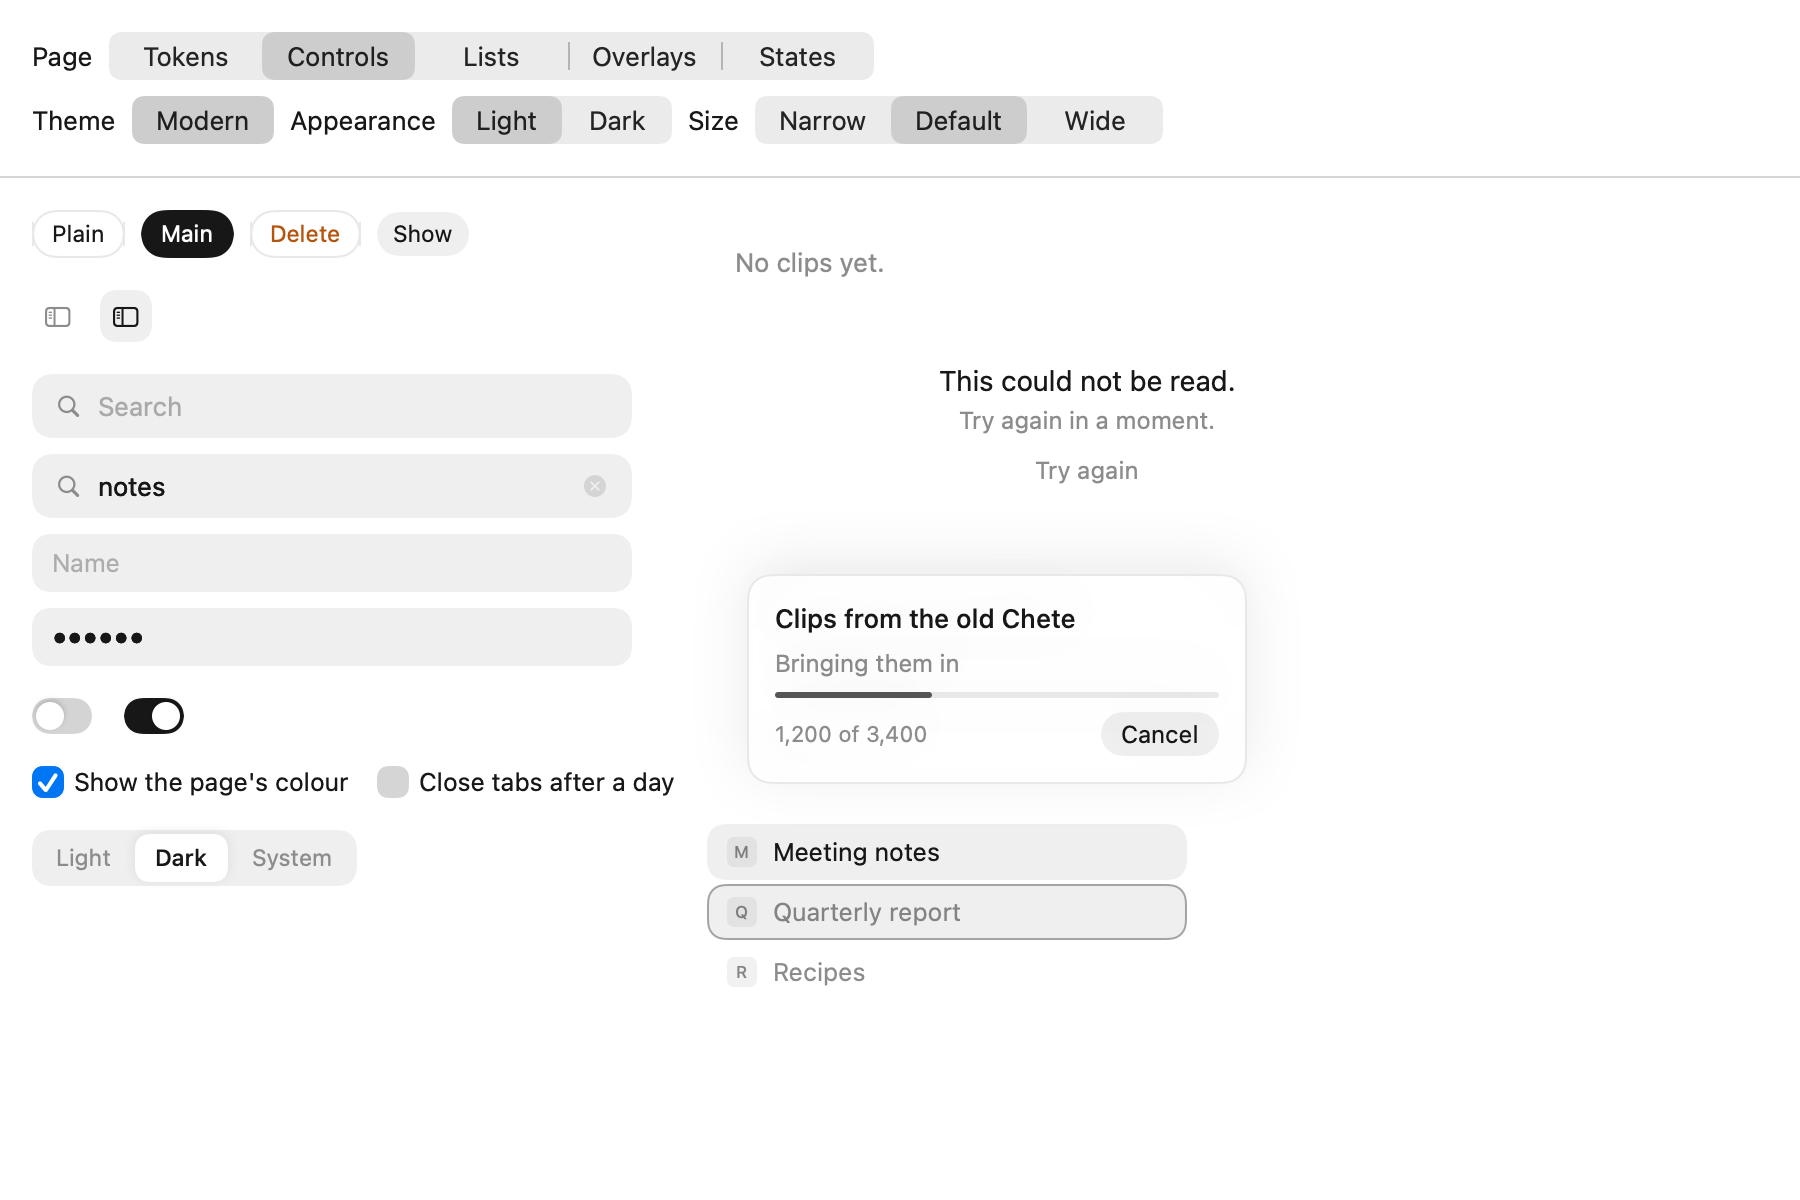 Page Tokens Controls Lists Overlays States
Theme Modern Appearance Light Dark Size Narrow Default Wide
Plain Main Delete Show
Search
notes
Name
Show the page's colour Close tabs after a day
Light Dark System
No clips yet.
This could not be read.
Try again in a moment.
Try again
Clips from the old Chete
Bringing them in
1,200 of 3,400 Cancel
M Meeting notes
Q Quarterly report
R Recipes